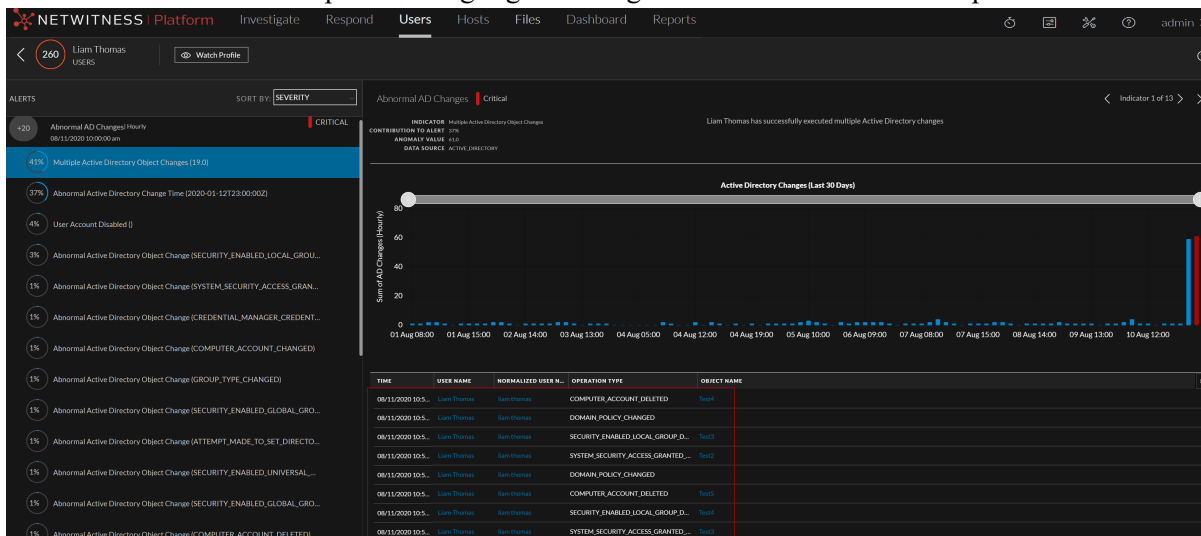 NETWITNESS | Platform Investigate Respond Users Hosts Files Dashboard Reports admin
260 Liam Thomas
USERS
Watch Profile
ALERTS SORT BY: SEVERITY
+20 Abnormal AD Changes| Hourly CRITICAL
08/11/2020 10:00:00 am
41% Multiple Active Directory Object Changes (19.0)
37% Abnormal Active Directory Change Time (2020-01-12T23:00:00Z)
4% User Account Disabled ()
3% Abnormal Active Directory Object Change (SECURITY_ENABLED_LOCAL_GROU...
1% Abnormal Active Directory Object Change (SYSTEM_SECURITY_ACCESS_GRAN...
1% Abnormal Active Directory Object Change (CREDENTIAL_MANAGER_CREDENT...
1% Abnormal Active Directory Object Change (COMPUTER_ACCOUNT_CHANGED)
1% Abnormal Active Directory Object Change (GROUP_TYPE_CHANGED)
1% Abnormal Active Directory Object Change (SECURITY_ENABLED_GLOBAL_GRO...
1% Abnormal Active Directory Object Change (ATTEMPT_MADE_TO_SET_DIRECTO...
1% Abnormal Active Directory Object Change (SECURITY_ENABLED_UNIVERSAL_...
1% Abnormal Active Directory Object Change (SECURITY_ENABLED_GLOBAL_GRO...
1% Abnormal Active Directory Object Change (COMPUTER_ACCOUNT_DELETED)
Abnormal AD Changes Critical Indicator 1 of 13
INDICATOR Multiple Active Directory Object Changes
CONTRIBUTION TO ALERT 37%
ANOMALY VALUE 61.0
DATA SOURCE ACTIVE_DIRECTORY
Liam Thomas has successfully executed multiple Active Directory changes
Active Directory Changes (Last 30 Days)
Sum of AD Changes (Hourly)
80
60
40
20
0
01 Aug 08:00 01 Aug 15:00 02 Aug 14:00 03 Aug 13:00 04 Aug 05:00 04 Aug 12:00 04 Aug 19:00 05 Aug 10:00 06 Aug 09:00 07 Aug 08:00 07 Aug 15:00 08 Aug 14:00 09 Aug 13:00 10 Aug 12:00
TIME USER NAME NORMALIZED USER N... OPERATION TYPE OBJECT NAME
08/11/2020 10:5... Liam Thomas liam thomas COMPUTER_ACCOUNT_DELETED Test4
08/11/2020 10:5... Liam Thomas liam thomas DOMAIN_POLICY_CHANGED
08/11/2020 10:5... Liam Thomas liam thomas SECURITY_ENABLED_LOCAL_GROUP_D... Test3
08/11/2020 10:5... Liam Thomas liam thomas SYSTEM_SECURITY_ACCESS_GRANTED_... Test2
08/11/2020 10:5... Liam Thomas liam thomas DOMAIN_POLICY_CHANGED
08/11/2020 10:5... Liam Thomas liam thomas COMPUTER_ACCOUNT_DELETED Test5
08/11/2020 10:5... Liam Thomas liam thomas SECURITY_ENABLED_LOCAL_GROUP_D... Test4
08/11/2020 10:5... Liam Thomas liam thomas SYSTEM_SECURITY_ACCESS_GRANTED_... Test3